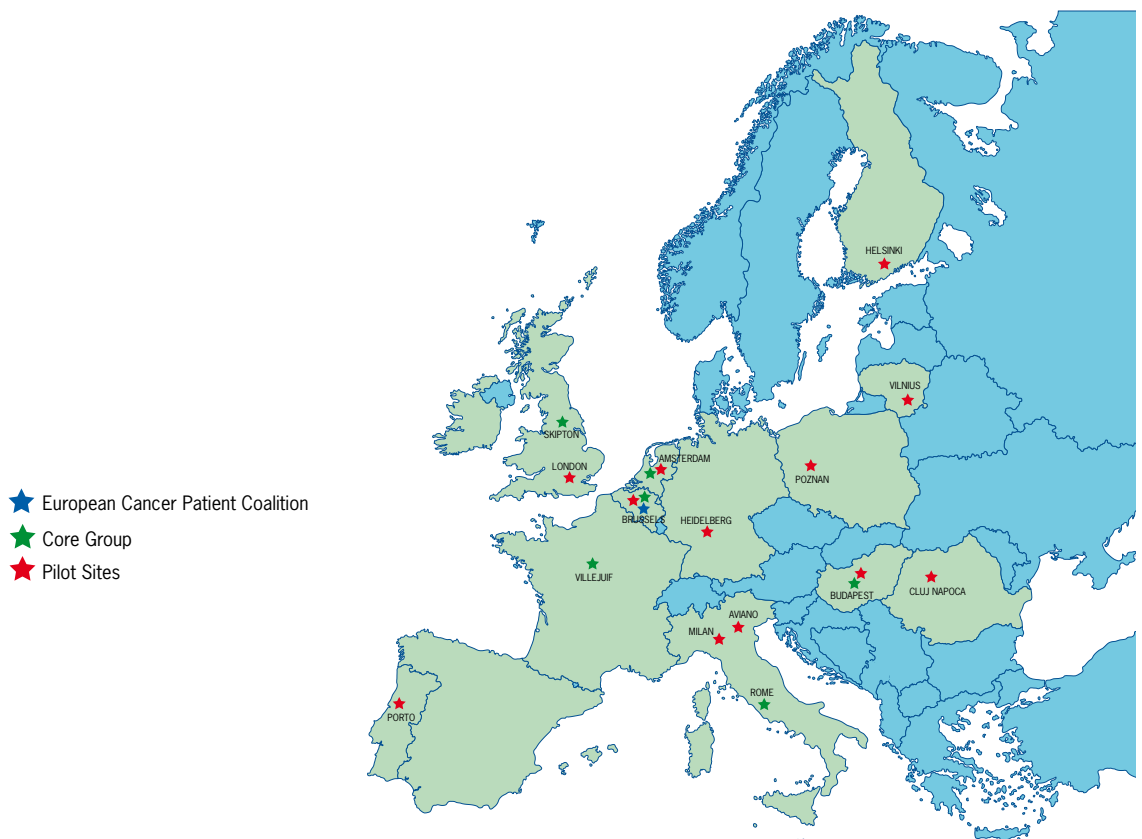 HELSINKI
VILNIUS
SKIPTON
LONDON
AMSTERDAM
POZNAN
European Cancer Patient Coalition
BRUSSELS
HEIDELBERG
Core Group
VILLEJUIF
Pilot Sites
BUDAPEST
CLUJ NAPOCA
AVIANO
MILAN
ROME
PORTO